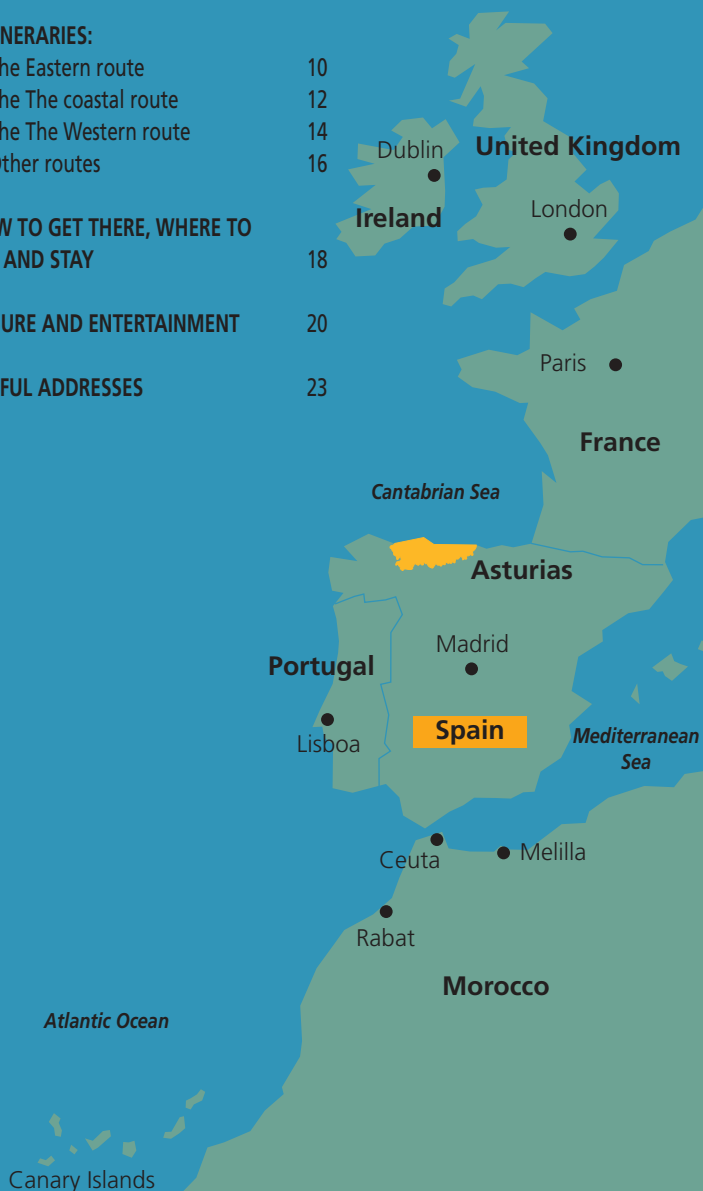 NERARIES:
he Eastern route 10
he The coastal route 12
he The Western route 14
ther routes 16
W TO GET THERE, WHERE TO
AND STAY 18
URE AND ENTERTAINMENT 20
FUL ADDRESSES 23
Dublin
United Kingdom
Ireland
London
Paris
France
Cantabrian Sea
Asturias
Madrid
Portugal
Lisboa
Spain
Mediterranean
Sea
Ceuta
Melilla
Rabat
Morocco
Atlantic Ocean
Canary Islands